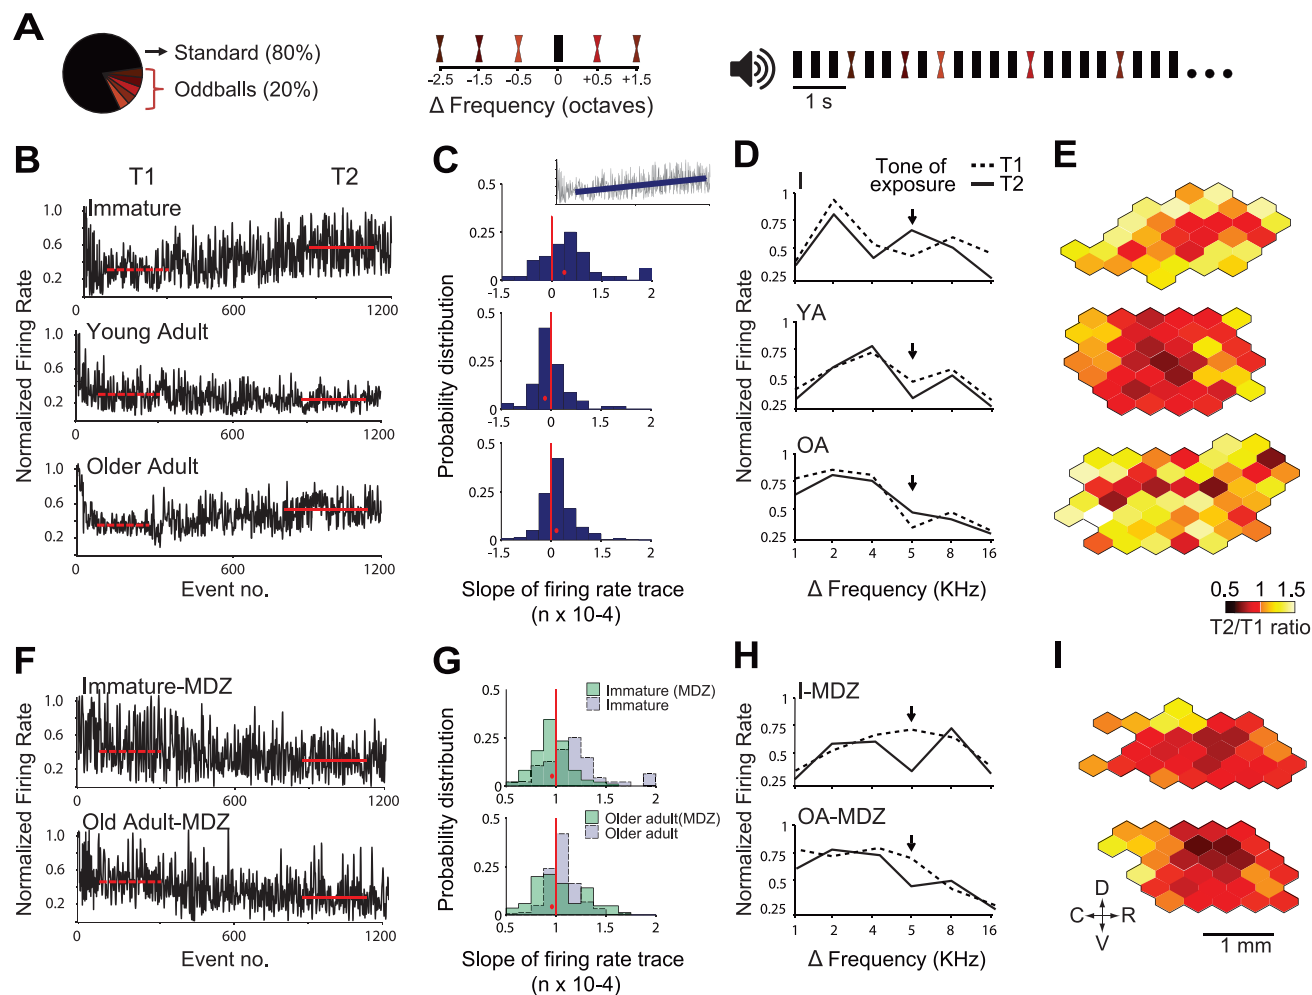 A
Standard (80%)
Oddballs (20%)
-2.5 -1.5 -0.5 0 +0.5 +1.5
Δ Frequency (octaves)
1 s
B
T1 T2
Immature
Normalized Firing Rate
1.0
0.6
0.2
0 600 1200
Young Adult
1.0
0.6
0.2
0 600 1200
Older Adult
1.0
0.6
0.2
0 600 1200
Event no.
C
Probability distribution
0.5
0.25
0
-1.5 0 1.5 2
0.5
0.25
0
-1.5 0 1.5 2
0.5
0.25
0
-1.5 0 1.5 2
Slope of firing rate trace
(n x 10-4)
D
Tone of
exposure
T1
T2
Normalized Firing Rate
I
1
0.75
0.5
0.25
YA
1
0.75
0.5
0.25
OA
1
0.75
0.5
0.25
1 2 4 5 8 16
Δ Frequency (KHz)
E
0.5 1 1.5
T2/T1 ratio
F
Normalized Firing Rate
Immature-MDZ
1.0
0.6
0.2
0 600 1200
Old Adult-MDZ
1.0
0.6
0.2
0 600 1200
Event no.
G
Probability distribution
0.5
0.25
0
Immature (MDZ)
Immature
0.5 1 1.5 2
0.5
0.25
0
Older adult(MDZ)
Older adult
0.5 1 1.5 2
Slope of firing rate trace
(n x 10-4)
H
Normalized Firing Rate
I-MDZ
1
0.75
0.5
0.25
OA-MDZ
1
0.75
0.5
0.25
1 2 4 5 8 16
Δ Frequency (KHz)
I
D
C R
V
1 mm